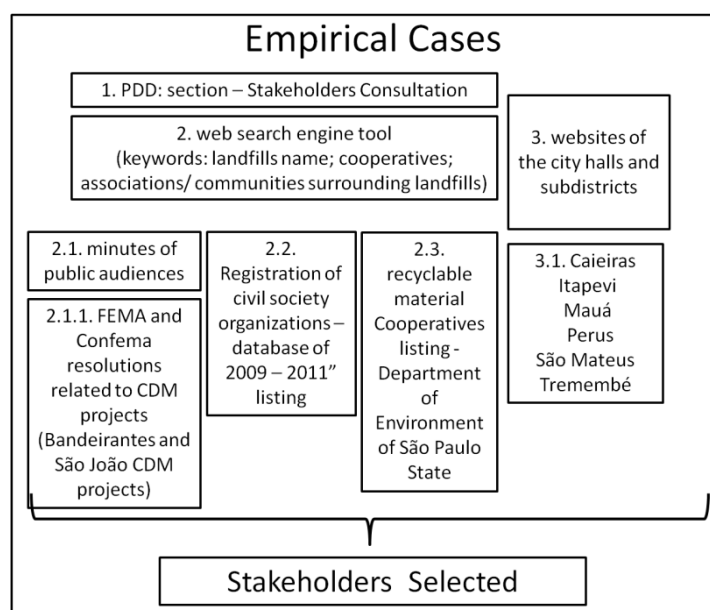 Empirical Cases
1. PDD: section – Stakeholders Consultation
2. web search engine tool
(keywords: landfills name; cooperatives;
associations/ communities surrounding landfills)
3. websites of
the city halls and
subdistricts
2.1. minutes of
public audiences
2.1.1. FEMA and
Confema
resolutions
related to CDM
projects
(Bandeirantes and
São João CDM
projects)
2.2.
Registration of
civil society
organizations –
database of
2009 – 2011”
listing
2.3.
recyclable
material
Cooperatives
listing -
Department of
Environment
of São Paulo
State
3.1. Caieiras
Itapevi
Mauá
Perus
São Mateus
Tremembé
Stakeholders Selected